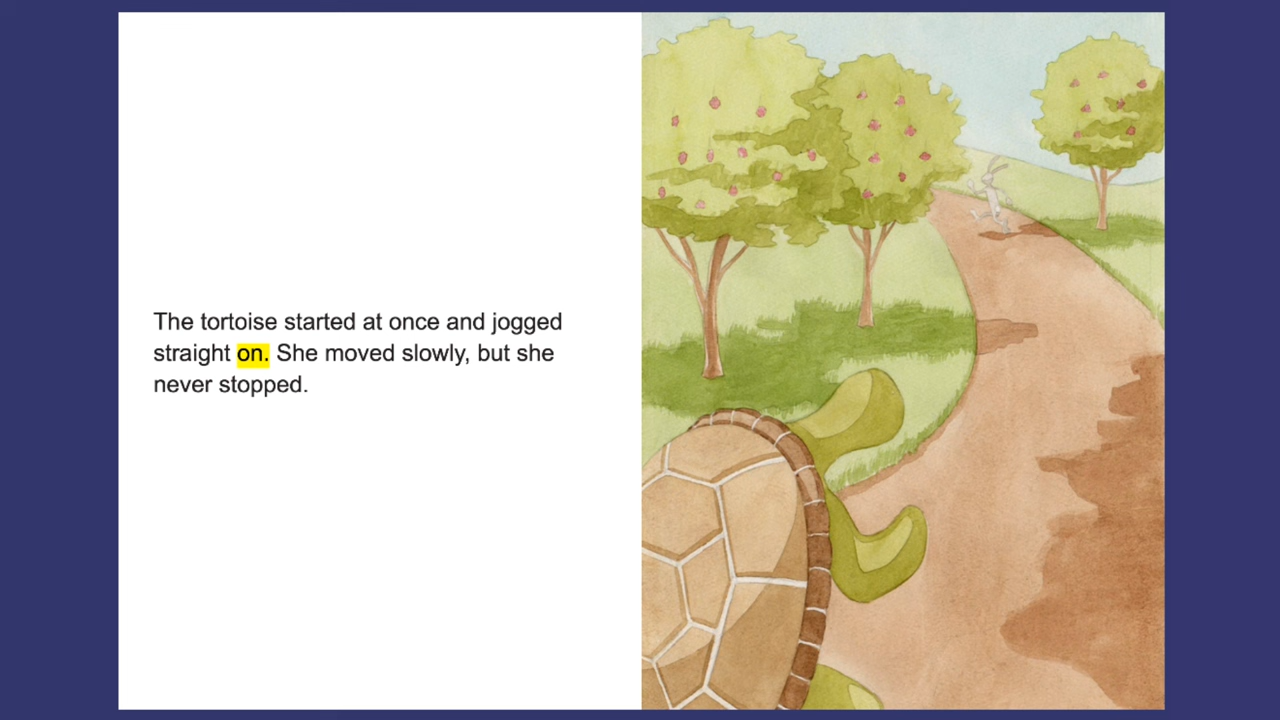 The tortoise started at once and jogged
straight on. She moved slowly, but she
never stopped.